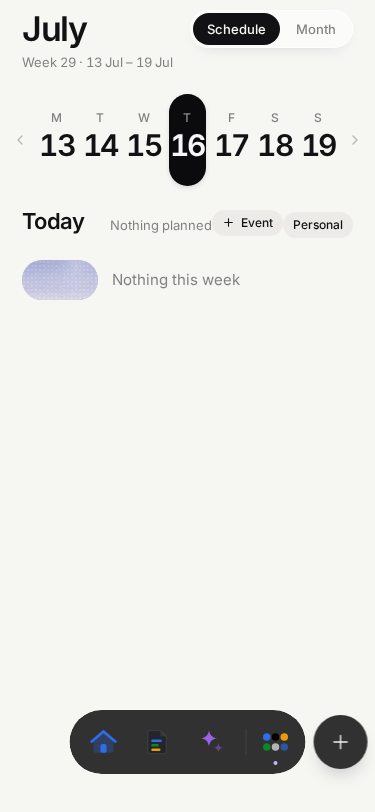 July
Schedule
Month
Week 29 · 13 Jul – 19 Jul
M T W T F S S
13 14 15 16 17 18 19
Today
Nothing planned
+ Event
Personal
Nothing this week